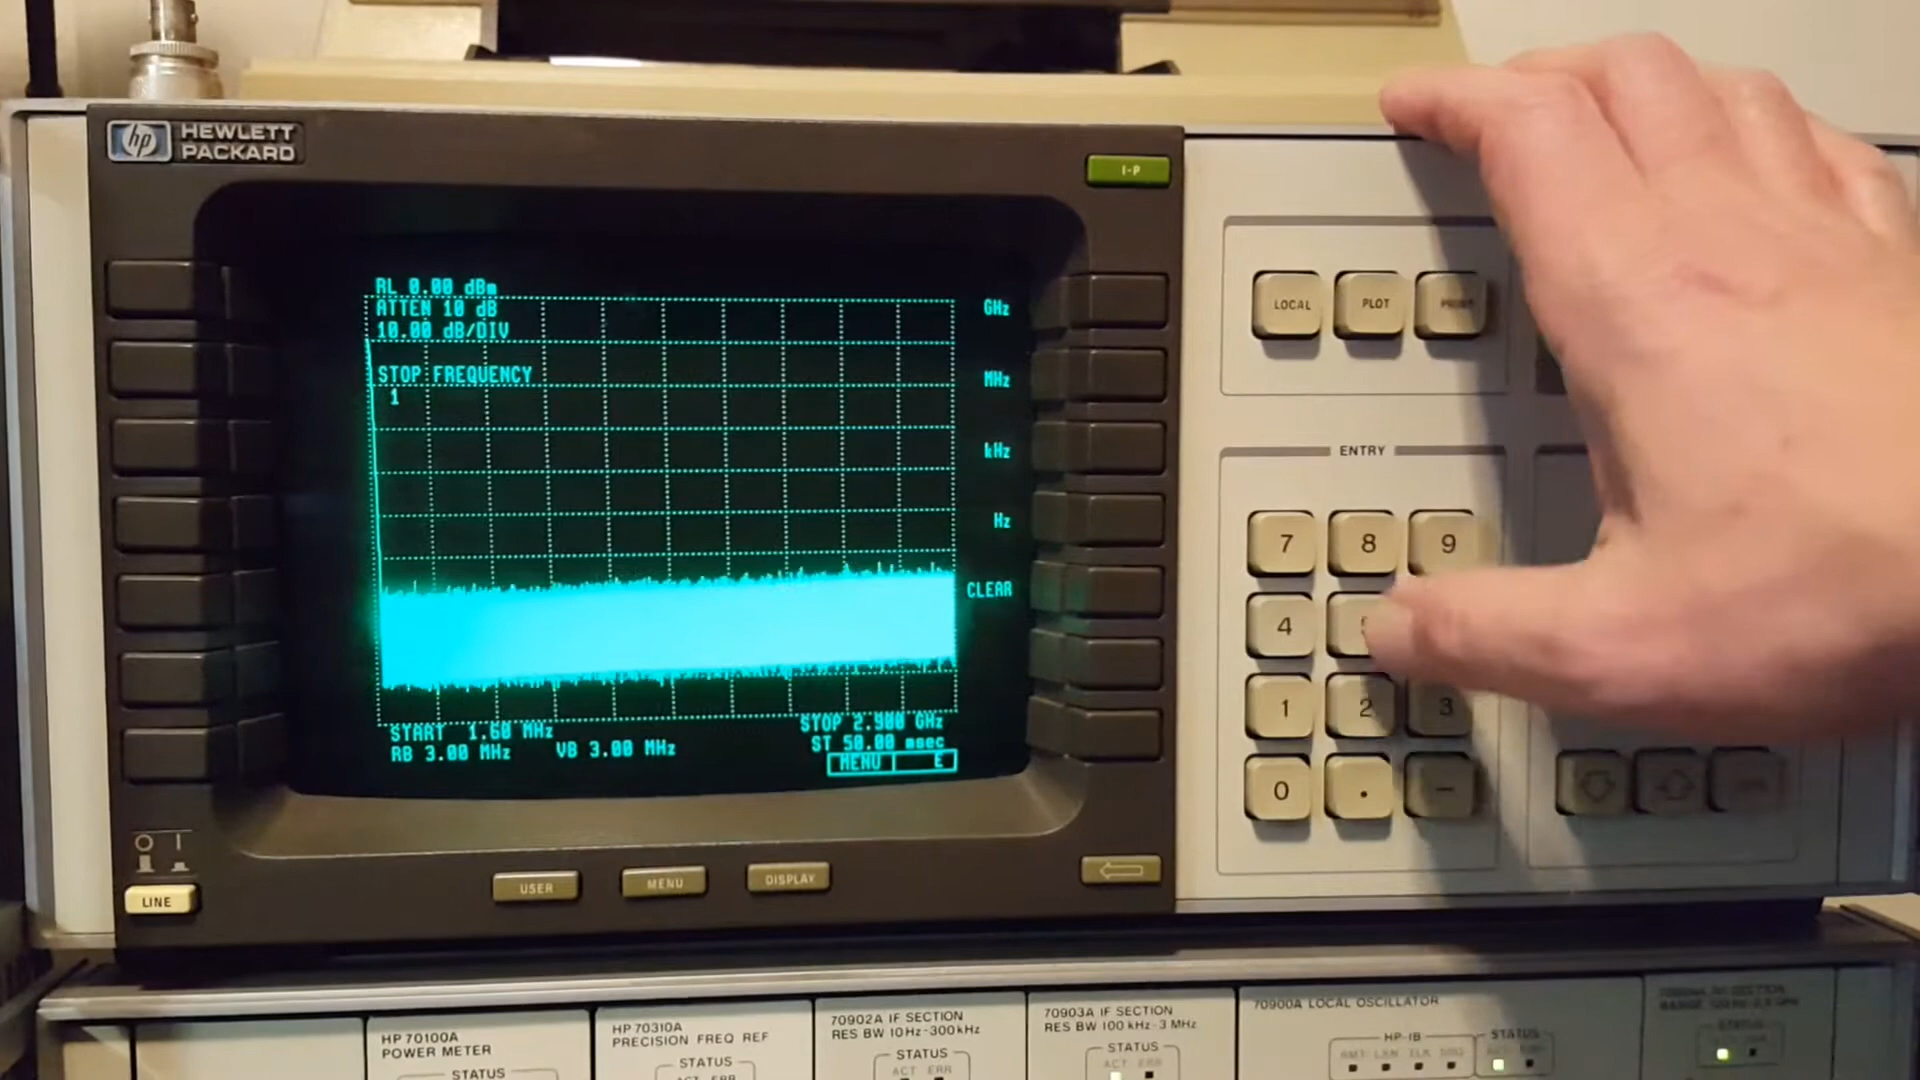 hp HEWLETT
PACKARD
I-P
RL 0.00 dBm
ATTEN 10 dB
10.00 dB/DIV
STOP FREQUENCY
1
GHz
MHz
kHz
Hz
CLEAR
START 1.60 MHz
STOP 2.900 GHz
RB 3.00 MHz VB 3.00 MHz
ST 50.00 msec
MENU E
LOCAL PLOT PRINT
ENTRY
7 8 9
4
1 2 3
0 . -
LINE
USER MENU DISPLAY
HP 70100A
POWER METER
STATUS
HP 70310A
PRECISION FREQ REF
STATUS
ACT ERR
70902A IF SECTION
RES BW 10Hz-300kHz
STATUS
ACT ERR
70903A IF SECTION
RES BW 100 kHz-3 MHz
STATUS
ACT ERR
70900A LOCAL OSCILLATOR
HP-IB
STATUS
STATUS